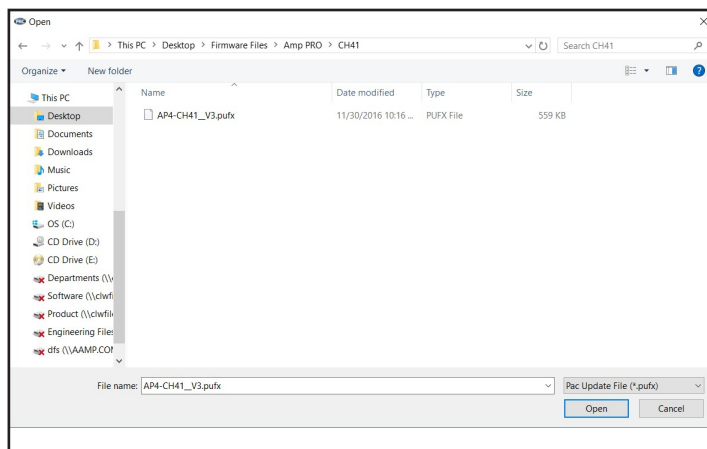 Open
This PC > Desktop > Firmware Files > Amp PRO > CH41
Search CH41
Organize
New folder
Name
Date modified
Type
Size
AP4-CH41__V3.pufx
11/30/2016 10:16 ...
PUFX File
559 KB
This PC
Desktop
Documents
Downloads
Music
Pictures
Videos
OS (C:)
CD Drive (D:)
CD Drive (E:)
Departments (\\
Software (\\clwfi
Product (\\clwfil
Engineering Files
dfs (\\AAMP.CO
File name:
AP4-CH41__V3.pufx
Pac Update File (*.pufx)
Open
Cancel